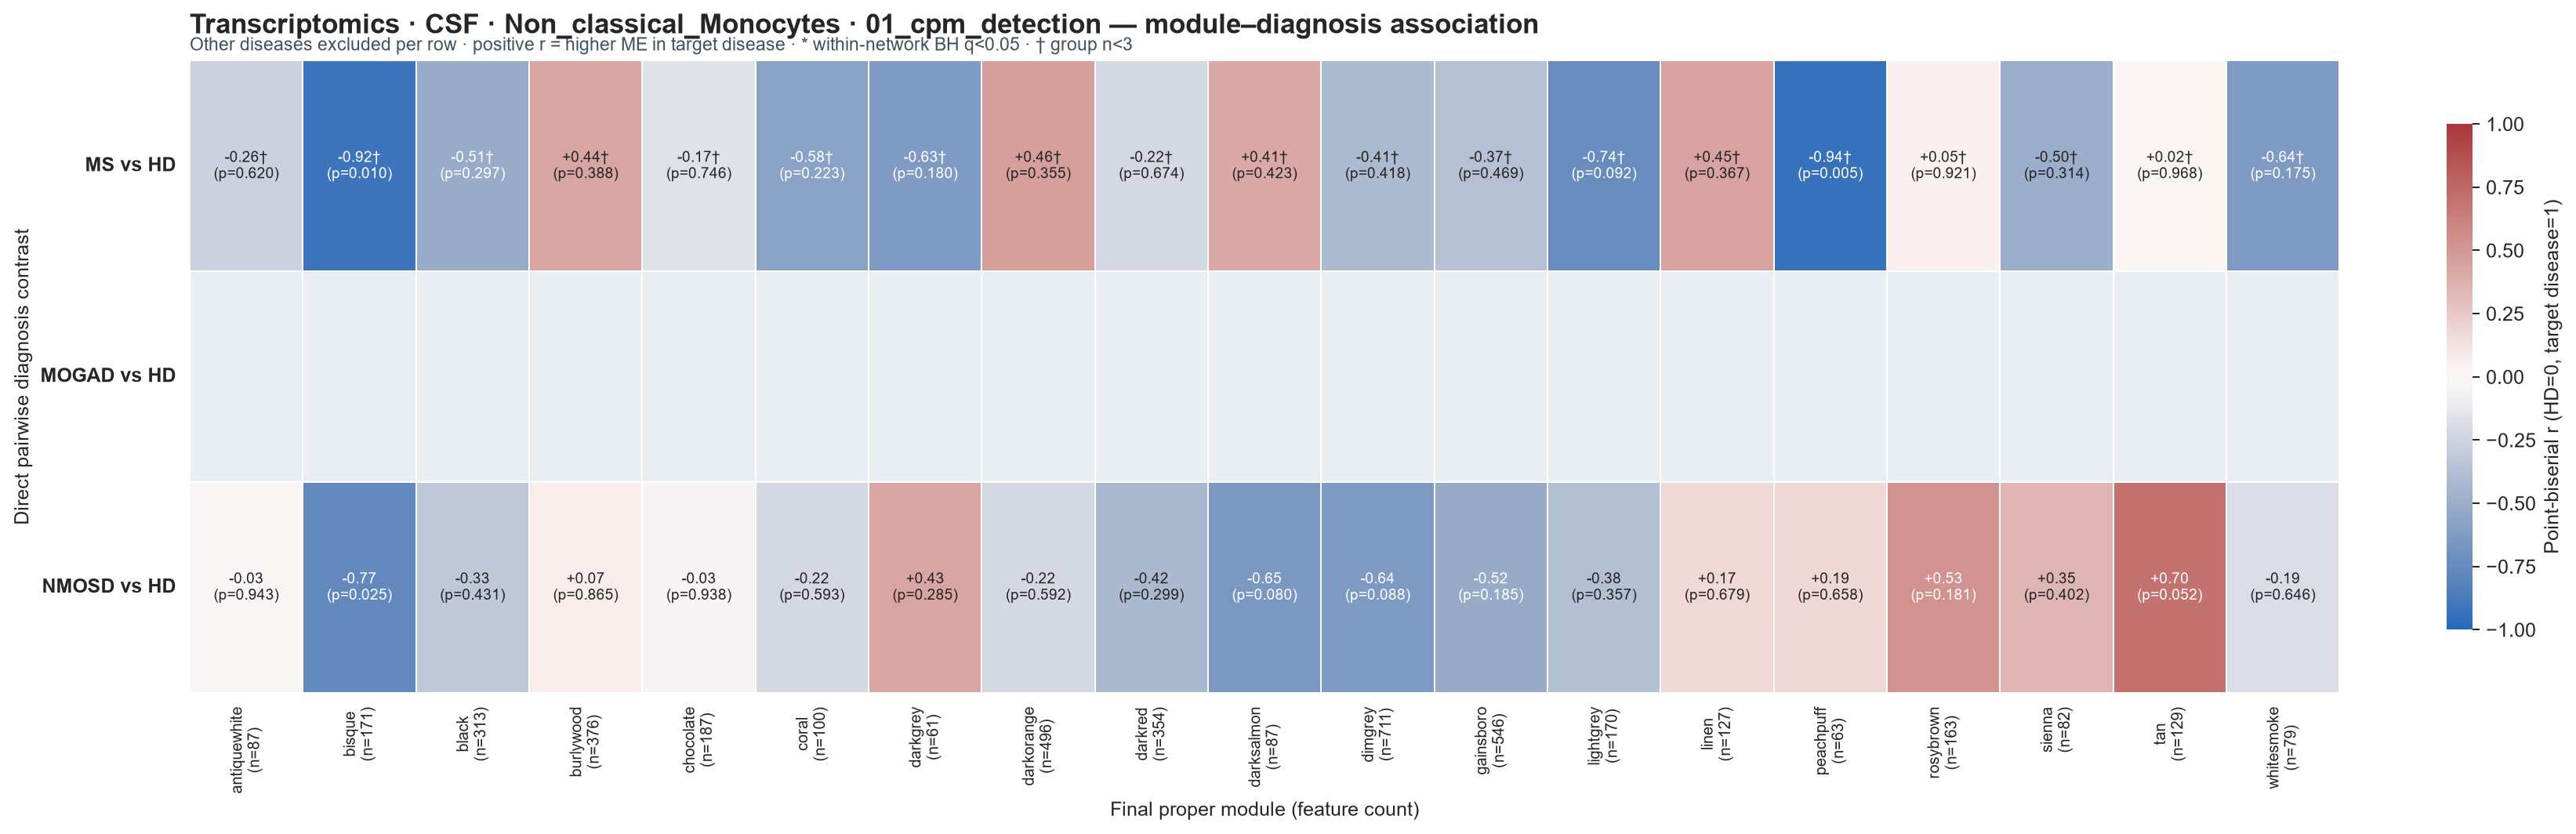 Transcriptomics · CSF · Non_classical_Monocytes · 01_cpm_detection — module–diagnosis association
Other diseases excluded per row · positive r = higher ME in target disease · * within-network BH q<0.05 · † group n<3
Direct pairwise diagnosis contrast
MS vs HD
-0.26†
(p=0.620)
-0.92†
(p=0.010)
-0.51†
(p=0.297)
+0.44†
(p=0.388)
-0.17†
(p=0.746)
-0.58†
(p=0.223)
-0.63†
(p=0.180)
+0.46†
(p=0.355)
-0.22†
(p=0.674)
+0.41†
(p=0.423)
-0.41†
(p=0.418)
-0.37†
(p=0.469)
-0.74†
(p=0.092)
+0.45†
(p=0.367)
-0.94†
(p=0.005)
+0.05†
(p=0.921)
-0.50†
(p=0.314)
+0.02†
(p=0.968)
-0.64†
(p=0.175)
MOGAD vs HD
NMOSD vs HD
-0.03
(p=0.943)
-0.77
(p=0.025)
-0.33
(p=0.431)
+0.07
(p=0.865)
-0.03
(p=0.938)
-0.22
(p=0.593)
+0.43
(p=0.285)
-0.22
(p=0.592)
-0.42
(p=0.299)
-0.65
(p=0.080)
-0.64
(p=0.088)
-0.52
(p=0.185)
-0.38
(p=0.357)
+0.17
(p=0.679)
+0.19
(p=0.658)
+0.53
(p=0.181)
+0.35
(p=0.402)
+0.70
(p=0.052)
-0.19
(p=0.646)
antiquewhite
(n=87)
bisque
(n=171)
black
(n=313)
burlywood
(n=376)
chocolate
(n=187)
coral
(n=100)
darkgrey
(n=61)
darkorange
(n=496)
darkred
(n=354)
darksalmon
(n=87)
dimgrey
(n=711)
gainsboro
(n=546)
lightgrey
(n=170)
linen
(n=127)
peachpuff
(n=63)
rosybrown
(n=163)
sienna
(n=82)
tan
(n=129)
whitesmoke
(n=79)
Final proper module (feature count)
1.00
0.75
0.50
0.25
0.00
−0.25
−0.50
−0.75
−1.00
Point-biserial r (HD=0, target disease=1)